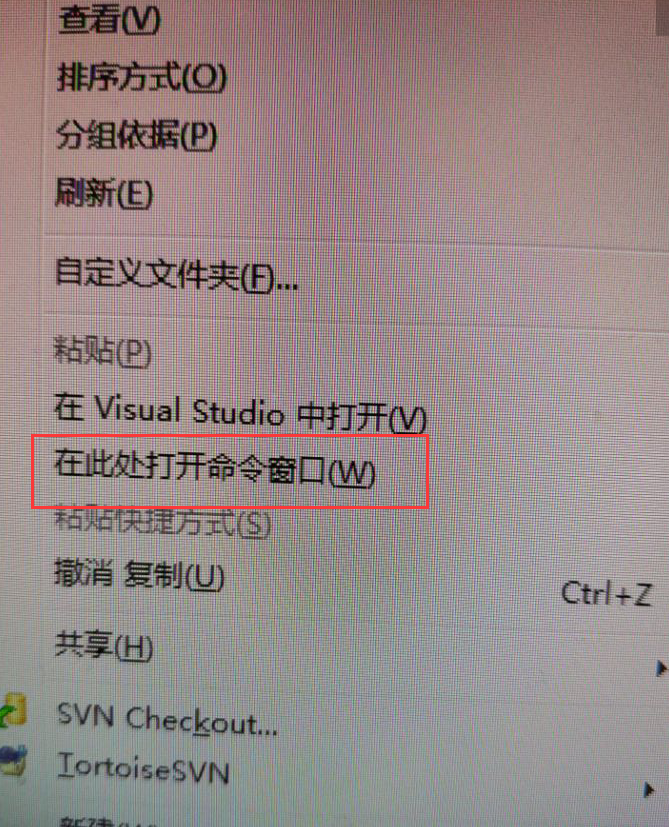 查看(V)
排序方式(O)
分组依据(P)
刷新(E)
自定义文件夹(F)...
粘贴(P)
在 Visual Studio 中打开(V)
在此处打开命令窗口(W)
粘贴快捷方式(S)
撤消 复制(U) Ctrl+Z
共享(H)
SVN Checkout...
TortoiseSVN
新建(W)